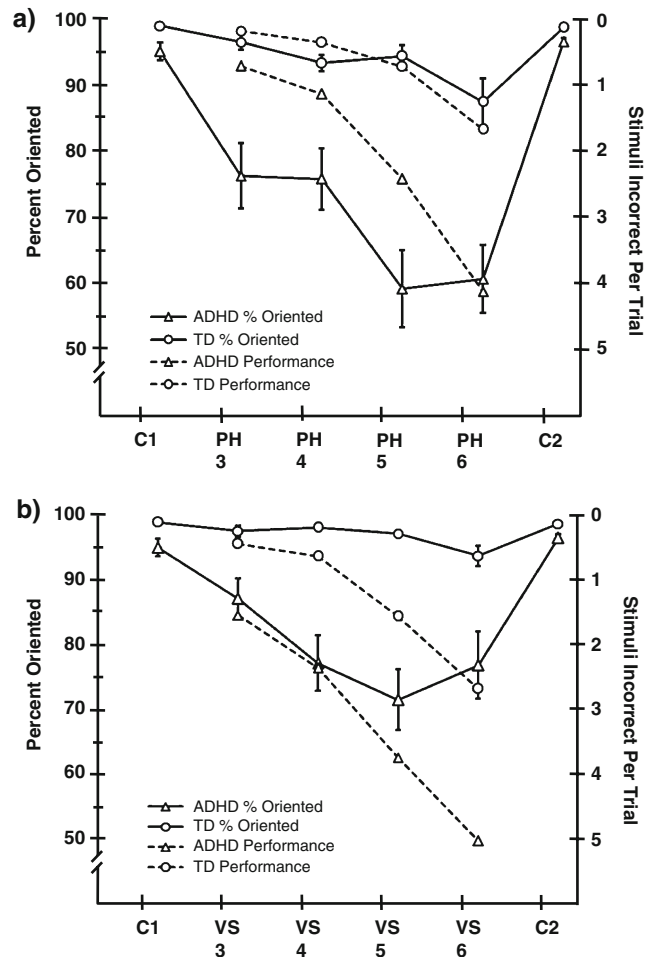 a)
100
90
80
70
60
50
Percent Oriented
0
1
2
3
4
5
Stimuli Incorrect Per Trial
ADHD % Oriented
TD % Oriented
ADHD Performance
TD Performance
C1 PH PH PH PH C2
3 4 5 6
b)
100
90
80
70
60
50
Percent Oriented
0
1
2
3
4
5
Stimuli Incorrect Per Trial
ADHD % Oriented
TD % Oriented
ADHD Performance
TD Performance
C1 VS VS VS VS C2
3 4 5 6